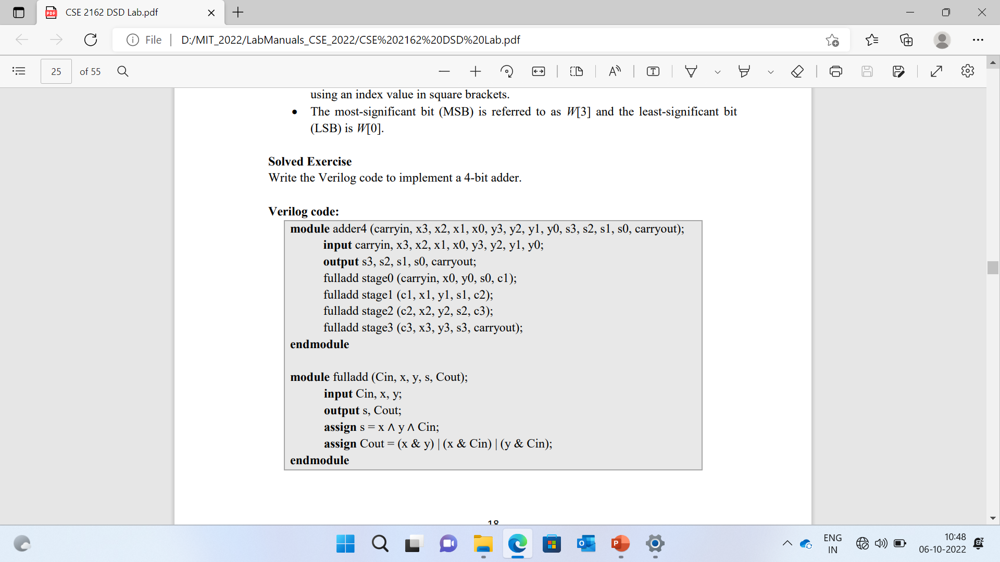 CSE 2162 DSD Lab.pdf
File
D:/MIT_2022/LabManuals_CSE_2022/CSE%202162%20DSD%20Lab.pdf
25 of 55
using an index value in square brackets.
• The most-significant bit (MSB) is referred to as W[3] and the least-significant bit
(LSB) is W[0].
Solved Exercise
Write the Verilog code to implement a 4-bit adder.
Verilog code:
module adder4 (carryin, x3, x2, x1, x0, y3, y2, y1, y0, s3, s2, s1, s0, carryout);
input carryin, x3, x2, x1, x0, y3, y2, y1, y0;
output s3, s2, s1, s0, carryout;
fulladd stage0 (carryin, x0, y0, s0, c1);
fulladd stage1 (c1, x1, y1, s1, c2);
fulladd stage2 (c2, x2, y2, s2, c3);
fulladd stage3 (c3, x3, y3, s3, carryout);
endmodule
module fulladd (Cin, x, y, s, Cout);
input Cin, x, y;
output s, Cout;
assign s = x ∧ y ∧ Cin;
assign Cout = (x & y) | (x & Cin) | (y & Cin);
endmodule
18
ENG
IN
10:48
06-10-2022